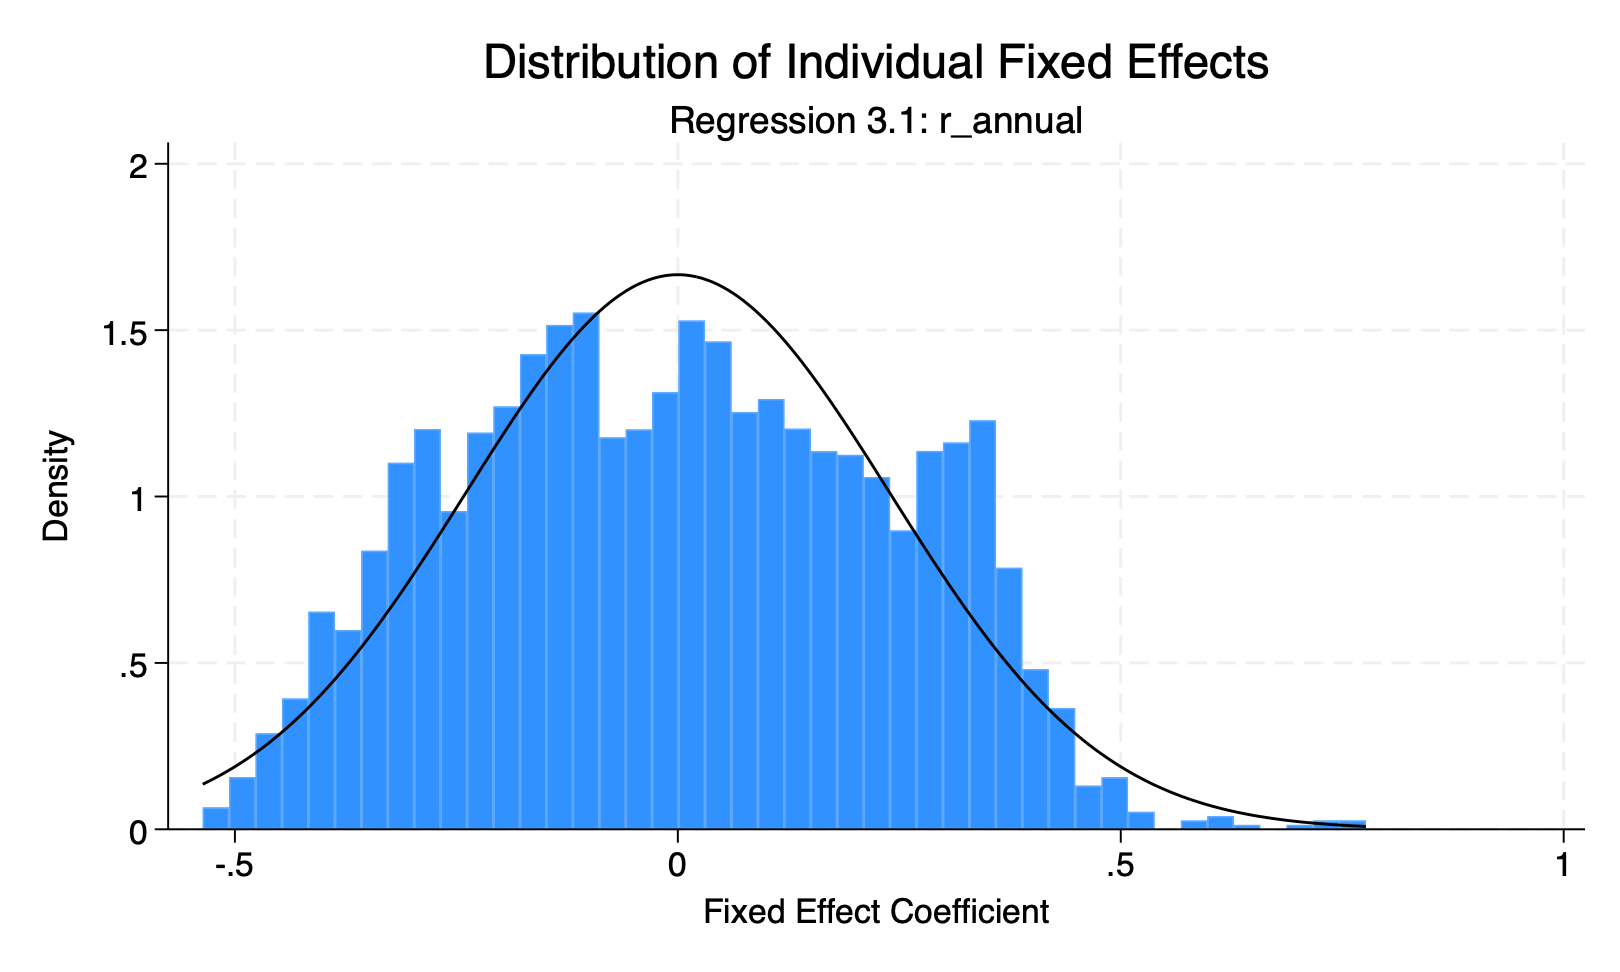 Distribution of Individual Fixed Effects
Regression 3.1: r_annual
2
1.5
1
.5
0
Density
-.5
0
.5
1
Fixed Effect Coefficient